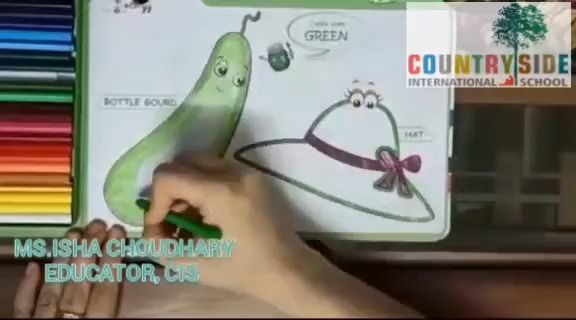 GREEN
COUNTRYSIDE
INTERNATIONAL SCHOOL
BOTTLE GOURD
HAT
MS.ISHA CHOUDHARY
EDUCATOR, CIS